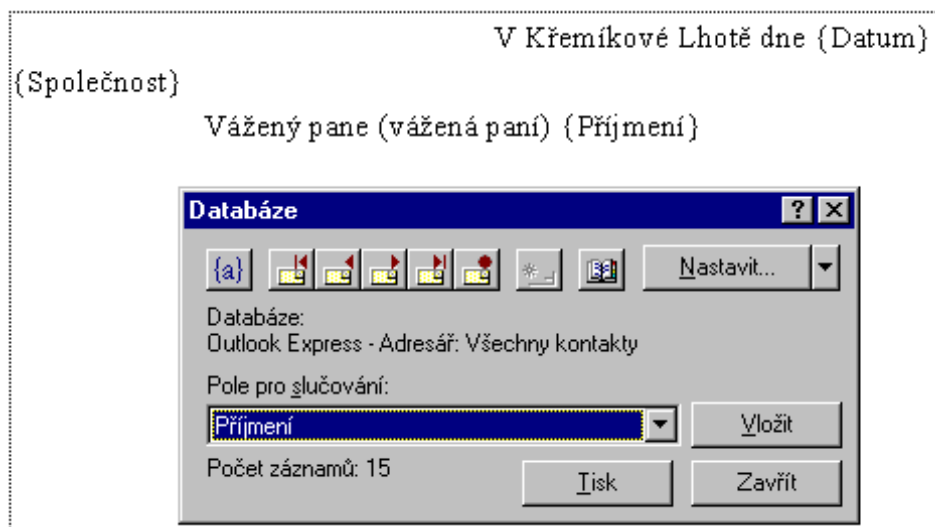 V Křemíkové Lhotě dne {Datum}
{Společnost}
Vážený pane (vážená paní) {Příjmení}
Databáze
{a} Nastavit...
Databáze:
Outlook Express - Adresář: Všechny kontakty
Pole pro slučování:
Příjmení Vložit
Počet záznamů: 15 Tisk Zavřít